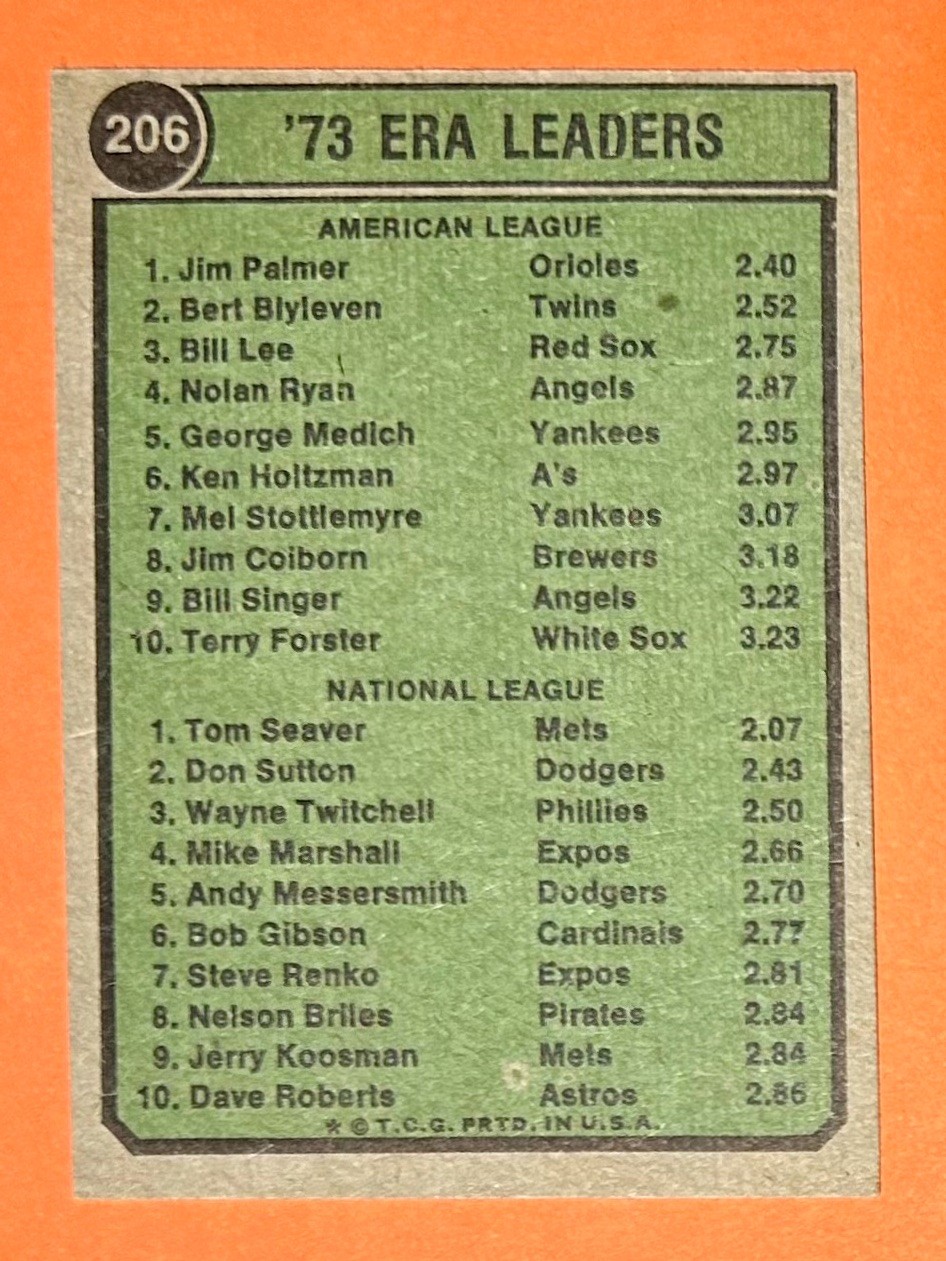 206 '73 ERA LEADERS
AMERICAN LEAGUE
1. Jim Palmer Orioles 2.40
2. Bert Blyleven Twins 2.52
3. Bill Lee Red Sox 2.75
4. Nolan Ryan Angels 2.87
5. George Medich Yankees 2.95
6. Ken Holtzman A's 2.97
7. Mel Stottlemyre Yankees 3.07
8. Jim Colborn Brewers 3.18
9. Bill Singer Angels 3.22
10. Terry Forster White Sox 3.23
NATIONAL LEAGUE
1. Tom Seaver Mets 2.07
2. Don Sutton Dodgers 2.43
3. Wayne Twitchell Phillies 2.50
4. Mike Marshall Expos 2.66
5. Andy Messersmith Dodgers 2.70
6. Bob Gibson Cardinals 2.77
7. Steve Renko Expos 2.81
8. Nelson Briles Pirates 2.84
9. Jerry Koosman Mets 2.84
10. Dave Roberts Astros 2.86
* © T.C.G. PRTD. IN U.S.A.